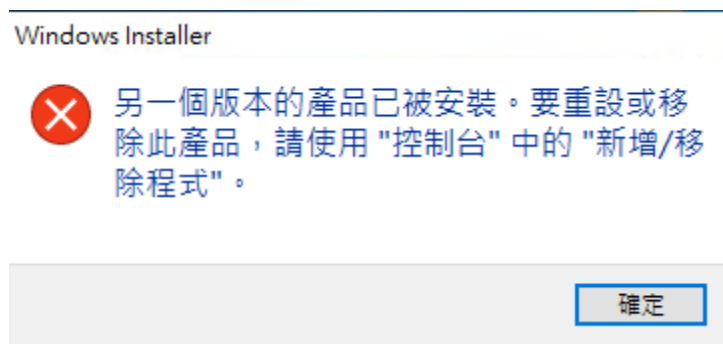 Windows Installer
另一個版本的產品已被安裝。要重設或移
除此產品，請使用 "控制台" 中的 "新增/移
除程式"。
確定